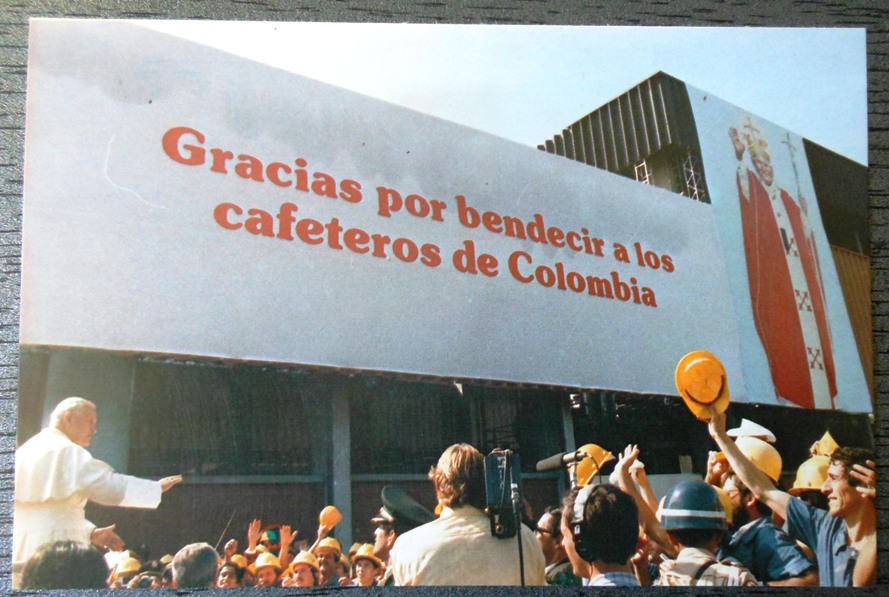 Gracias por bendecir a los
cafeteros de Colombia